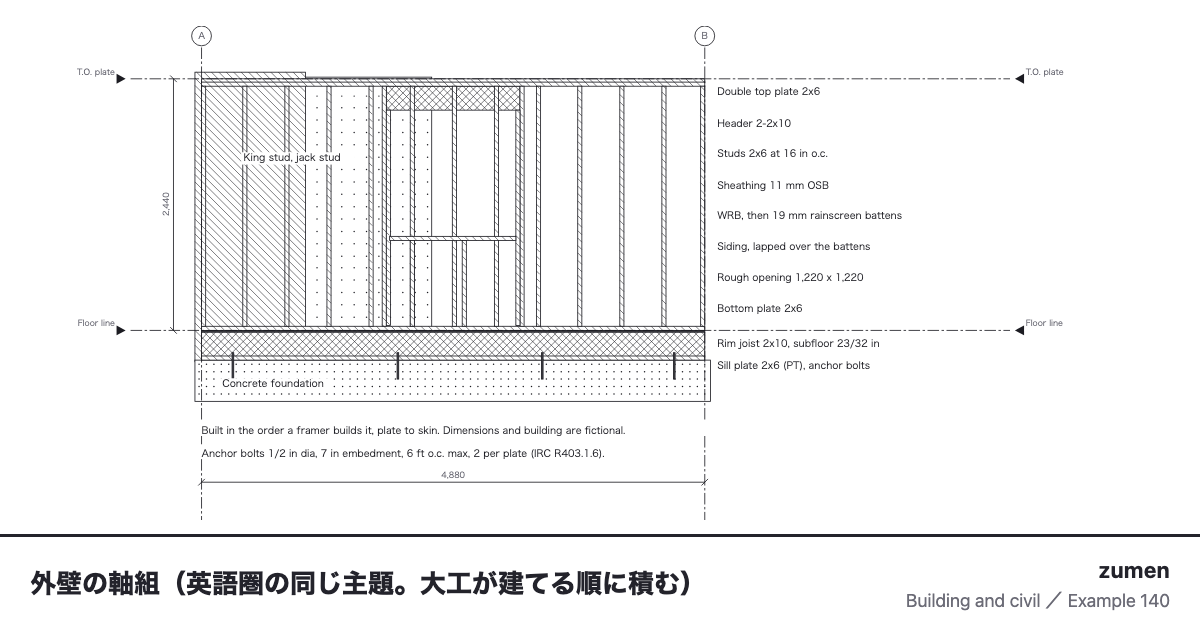 A
B
T.O. plate
T.O. plate
Double top plate 2x6
Header 2-2x10
Studs 2x6 at 16 in o.c.
King stud, jack stud
Sheathing 11 mm OSB
2,440
WRB, then 19 mm rainscreen battens
Siding, lapped over the battens
Rough opening 1,220 x 1,220
Bottom plate 2x6
Floor line
Floor line
Rim joist 2x10, subfloor 23/32 in
Sill plate 2x6 (PT), anchor bolts
Concrete foundation
Built in the order a framer builds it, plate to skin. Dimensions and building are fictional.
Anchor bolts 1/2 in dia, 7 in embedment, 6 ft o.c. max, 2 per plate (IRC R403.1.6).
4,880
外壁の軸組（英語圏の同じ主題。大工が建てる順に積む）
zumen
Building and civil ／ Example 140